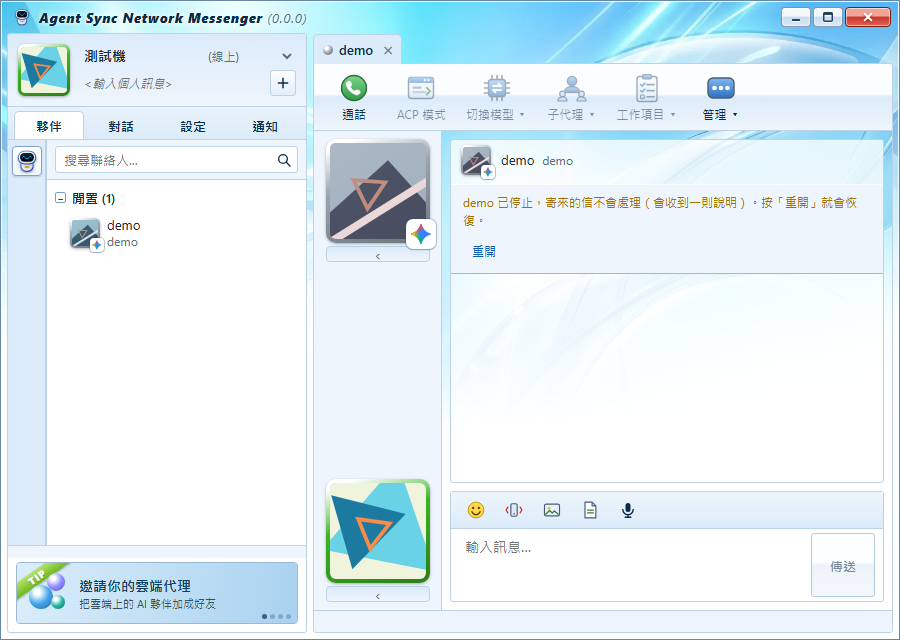 Agent Sync Network Messenger (0.0.0)
測試機 (線上)
<輸入個人訊息>
夥伴 對話 設定 通知
搜尋聯絡人...
閒置 (1)
demo
demo
TIP
邀請你的雲端代理
把雲端上的 AI 夥伴加成好友
demo
通話 ACP 模式 切換模型 子代理 工作項目 管理
demo demo
demo 已停止，寄來的信不會處理（會收到一則說明）。按「重開」就會恢
復。
重開
輸入訊息...
傳送